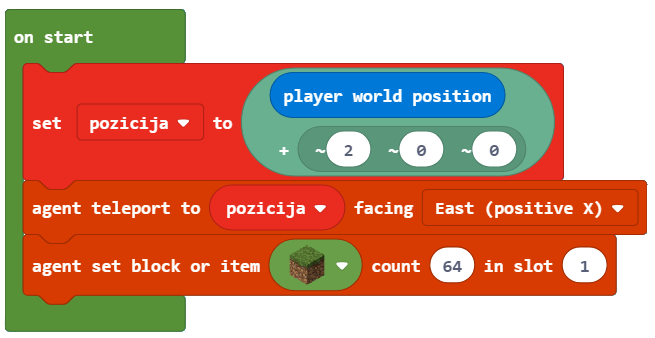 on start
set pozicija to player world position + ~2 ~0 ~0
agent teleport to pozicija facing East (positive X)
agent set block or item count 64 in slot 1